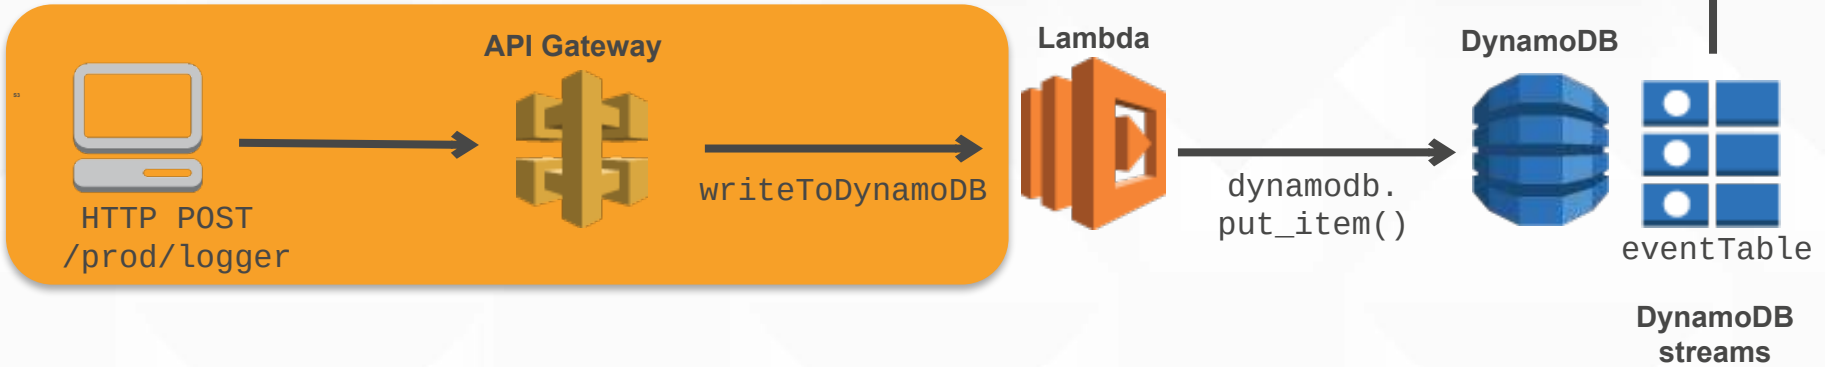 API Gateway
Lambda
DynamoDB
HTTP POST
/prod/logger
writeToDynamoDB
dynamodb.
put_item()
eventTable
DynamoDB
streams